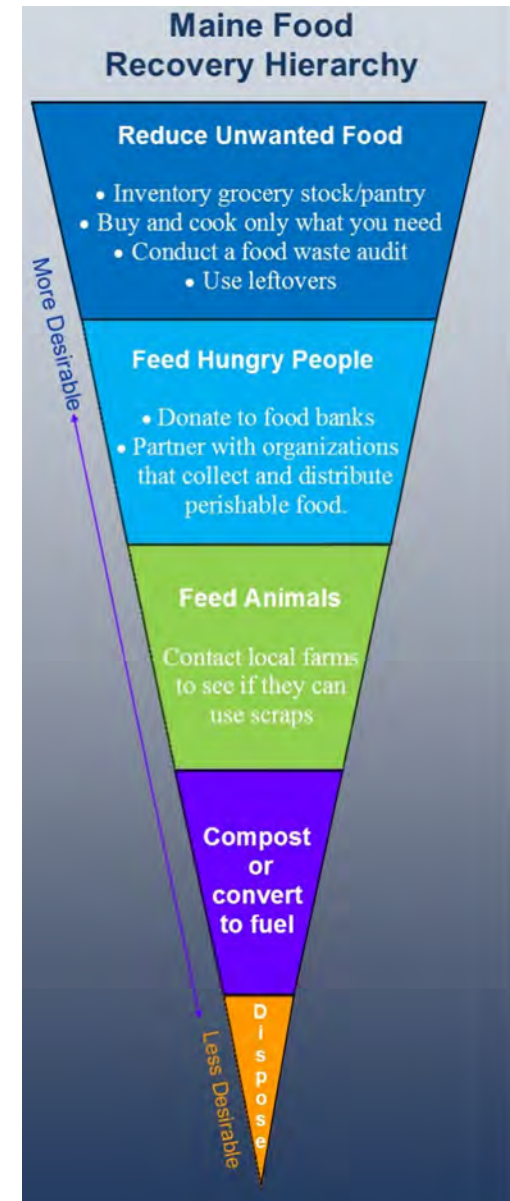 Maine Food
Recovery Hierarchy
Reduce Unwanted Food
• Inventory grocery stock/pantry
• Buy and cook only what you need
• Conduct a food waste audit
• Use leftovers
More Desirable
Feed Hungry People
• Donate to food banks
• Partner with organizations
that collect and distribute
perishable food.
Feed Animals
Contact local farms
to see if they can
use scraps
Compost
or
convert
to fuel
Dispose
Less Desirable